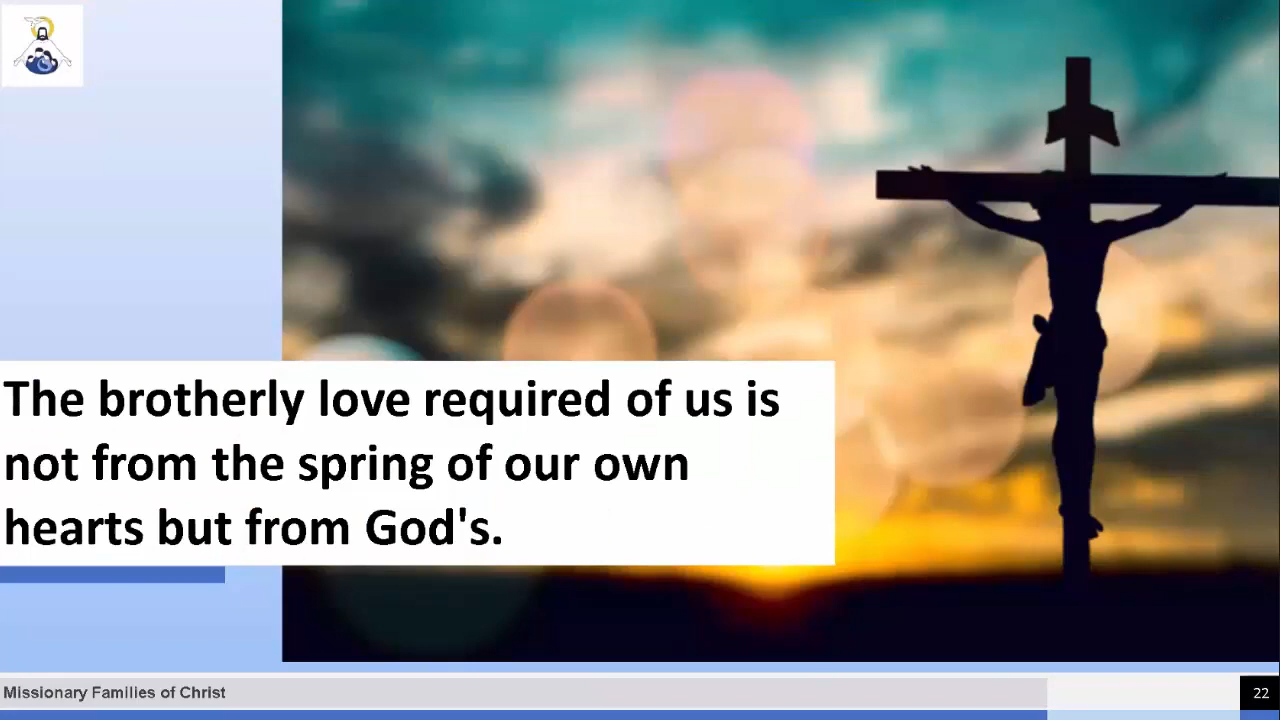 The brotherly love required of us is
not from the spring of our own
hearts but from God's.
Missionary Families of Christ
22